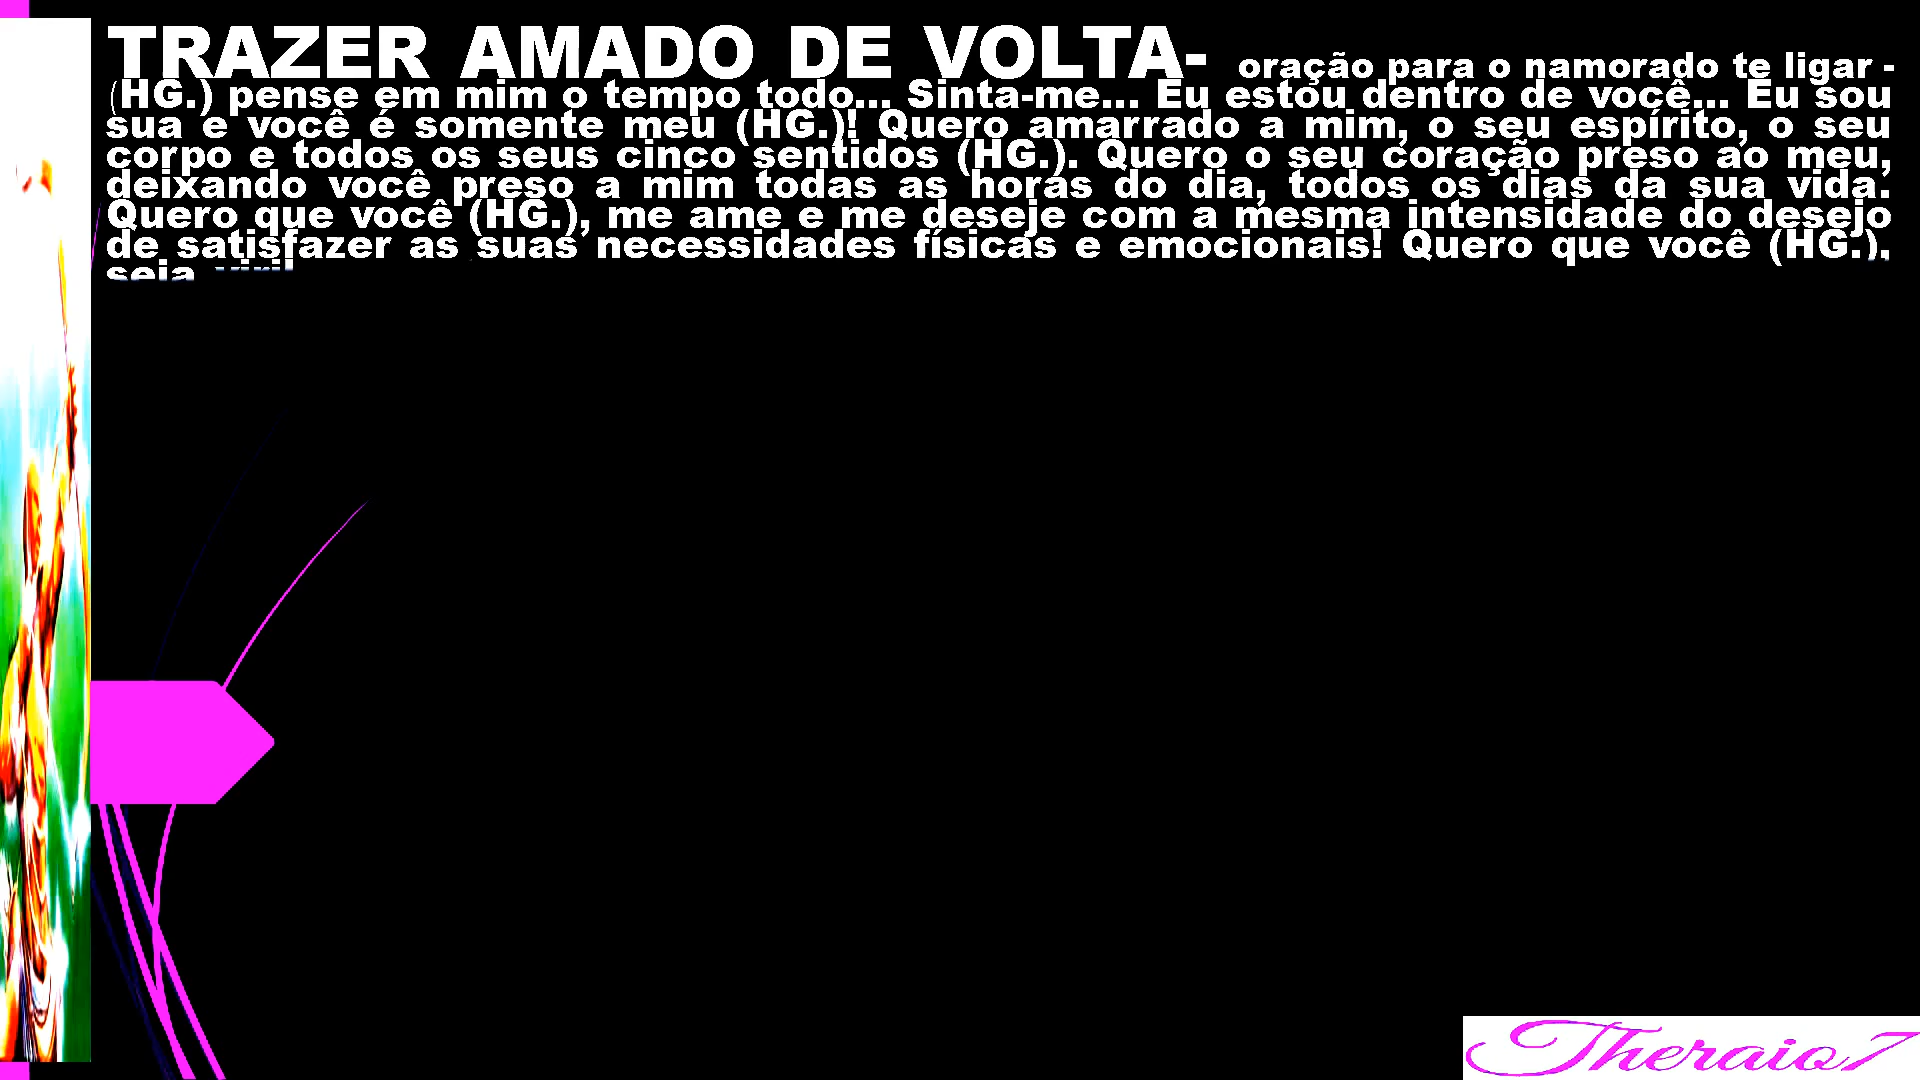 TRAZER AMADO DE VOLTA- oração para o namorado te ligar -
(HG.) pense em mim o tempo todo... Sinta-me... Eu estou dentro de você... Eu sou
sua e você é somente meu (HG.)! Quero amarrado a mim, o seu espírito, o seu
corpo e todos os seus cinco sentidos (HG.). Quero o seu coração preso ao meu,
deixando você preso a mim todas as horas do dia, todos os dias da sua vida.
Quero que você (HG.), me ame e me deseje com a mesma intensidade do desejo
de satisfazer as suas necessidades físicas e emocionais! Quero que você (HG.),
seja
Theraio7